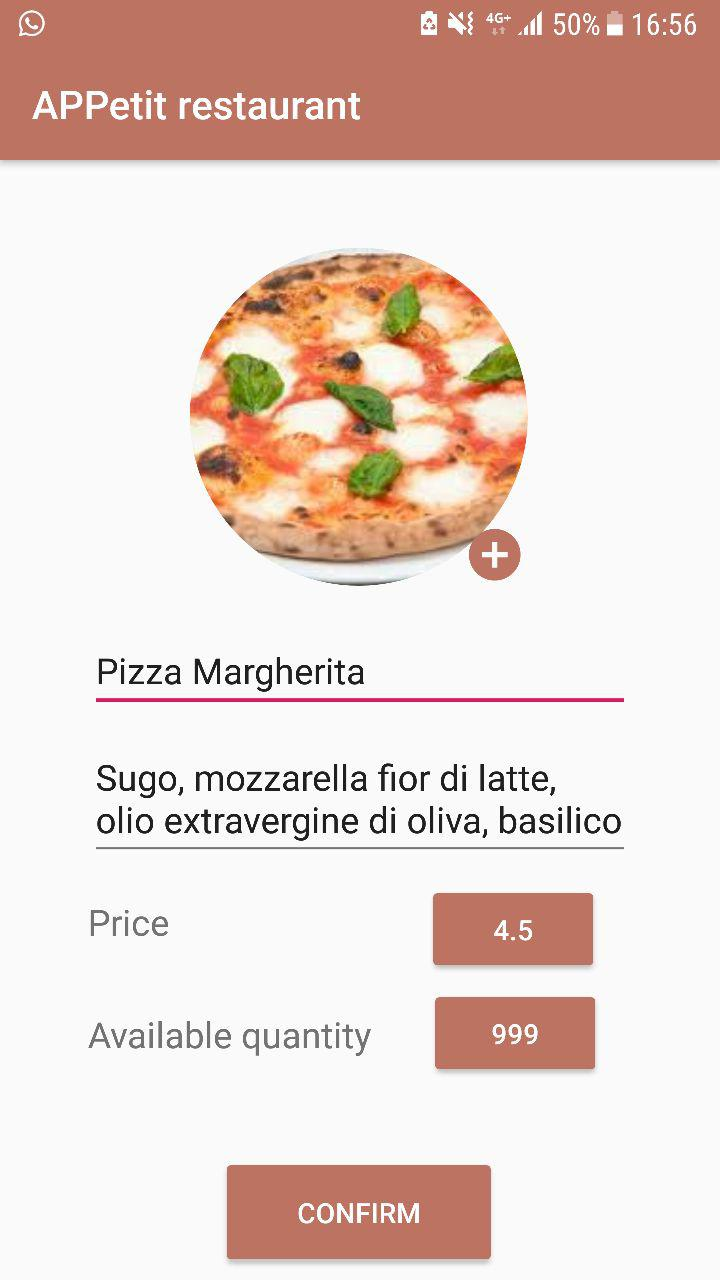 4G+ 50% 16:56
APPetit restaurant
Pizza Margherita
Sugo, mozzarella fior di latte,
olio extravergine di oliva, basilico
Price 4.5
Available quantity 999
CONFIRM